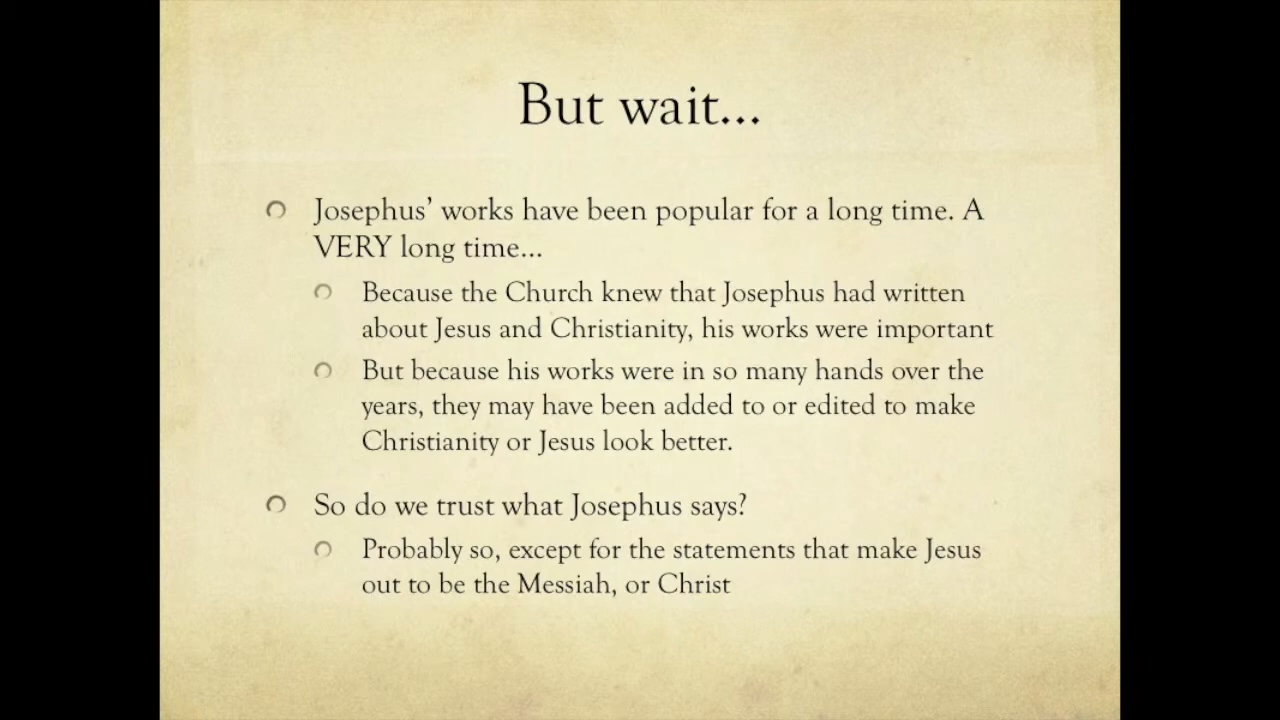 But wait...
Josephus’ works have been popular for a long time. A
VERY long time...
Because the Church knew that Josephus had written
about Jesus and Christianity, his works were important
But because his works were in so many hands over the
years, they may have been added to or edited to make
Christianity or Jesus look better.
So do we trust what Josephus says?
Probably so, except for the statements that make Jesus
out to be the Messiah, or Christ